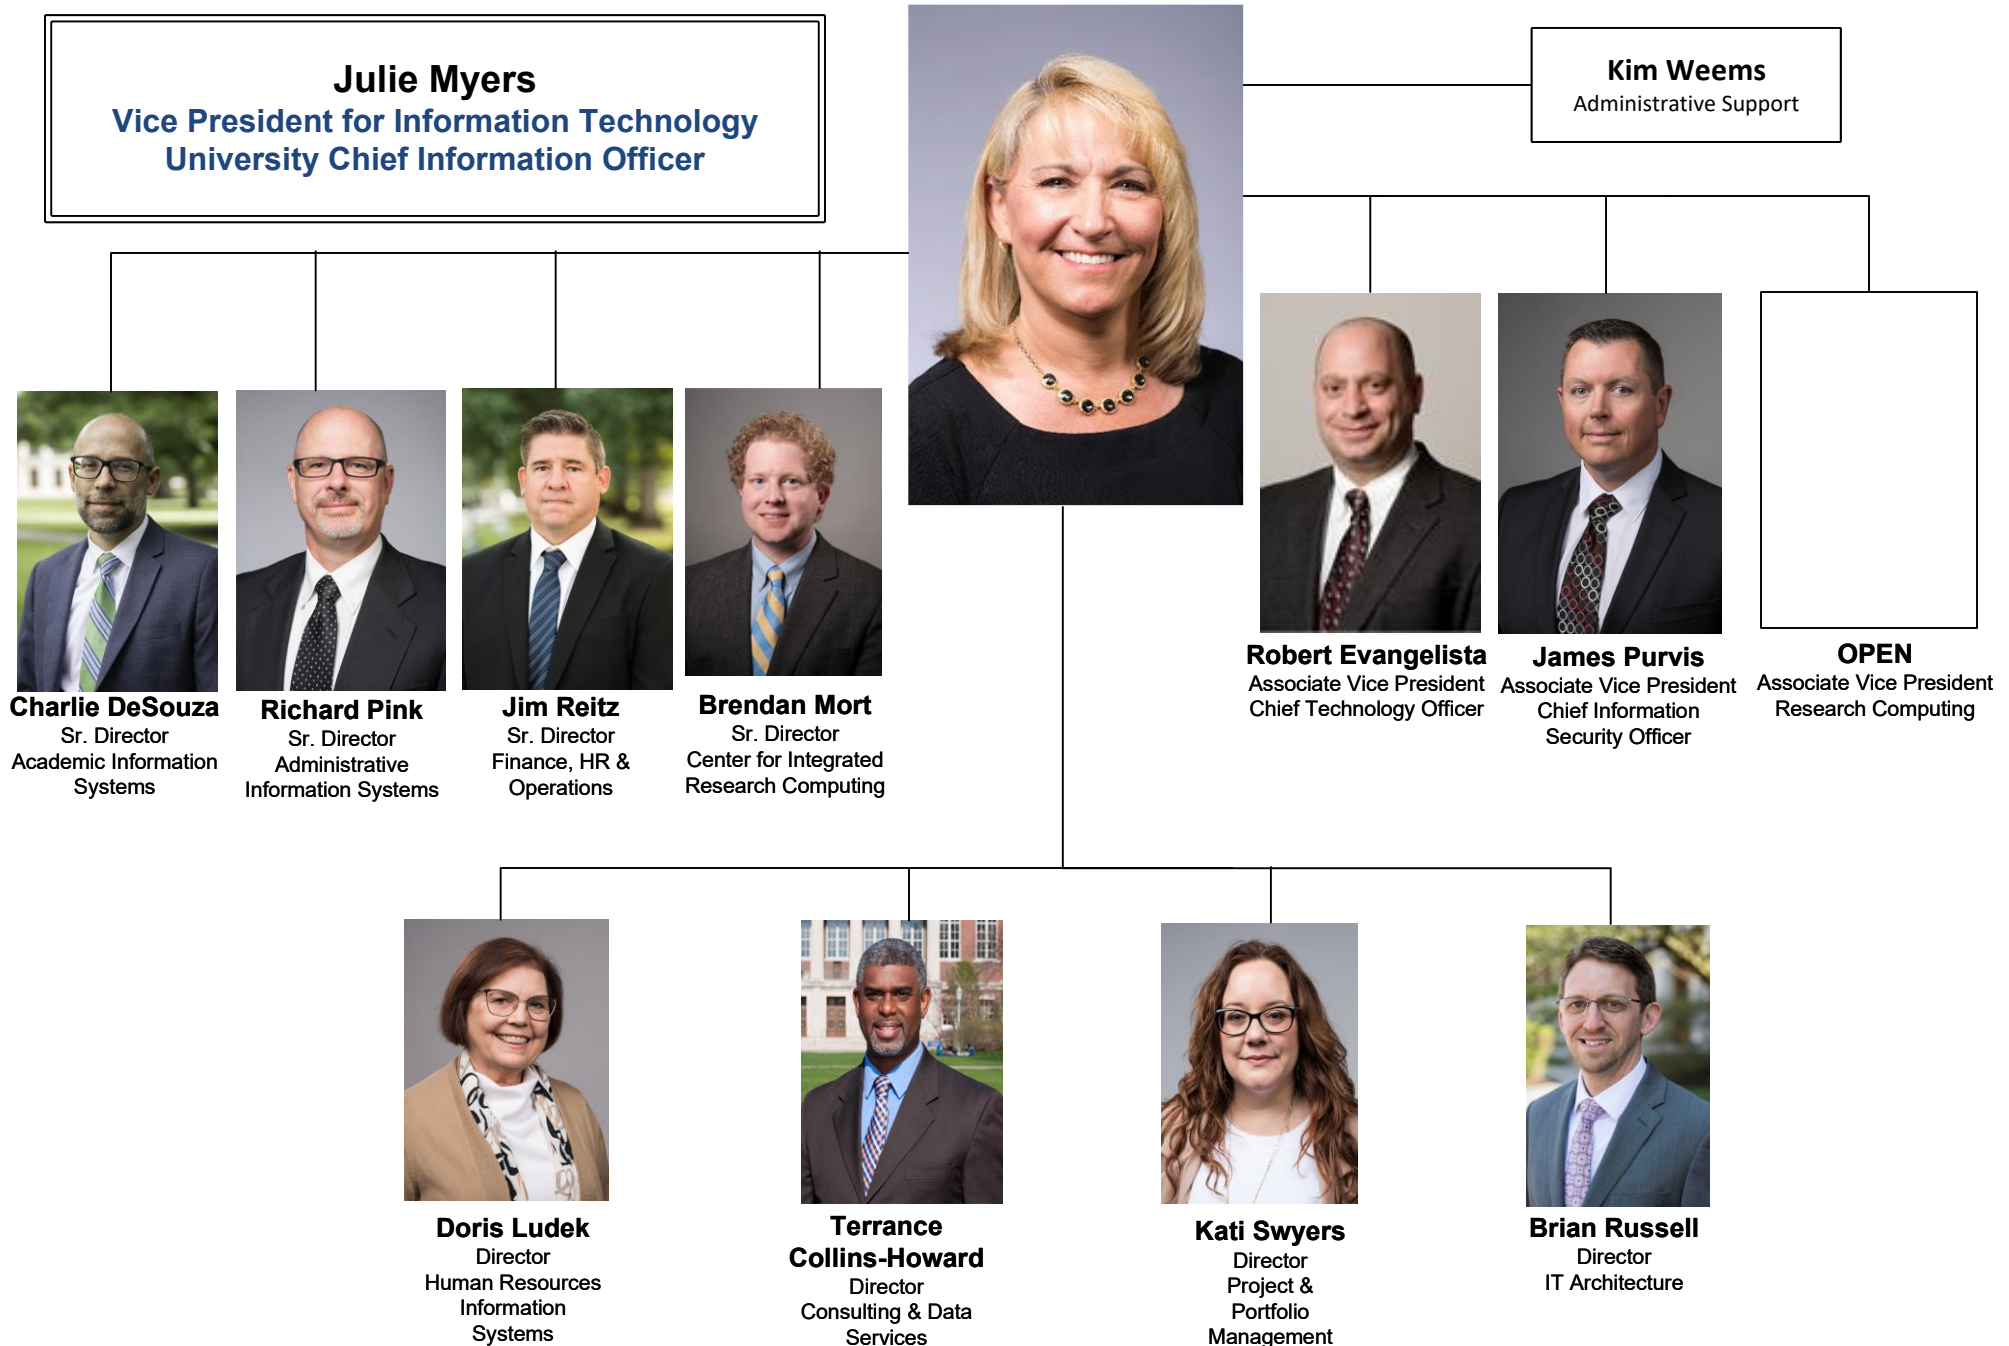 Julie Myers
Vice President for Information Technology
University Chief Information Officer
Kim Weems
Administrative Support
Charlie DeSouza
Sr. Director
Academic Information
Systems
Richard Pink
Sr. Director
Administrative
Information Systems
Jim Reitz
Sr. Director
Finance, HR &
Operations
Brendan Mort
Sr. Director
Center for Integrated
Research Computing
Robert Evangelista
Associate Vice President
Chief Technology Officer
James Purvis
Associate Vice President
Chief Information
Security Officer
OPEN
Associate Vice President
Research Computing
Doris Ludek
Director
Human Resources
Information
Systems
Terrance
Collins-Howard
Director
Consulting & Data
Services
Kati Swyers
Director
Project &
Portfolio
Management
Brian Russell
Director
IT Architecture